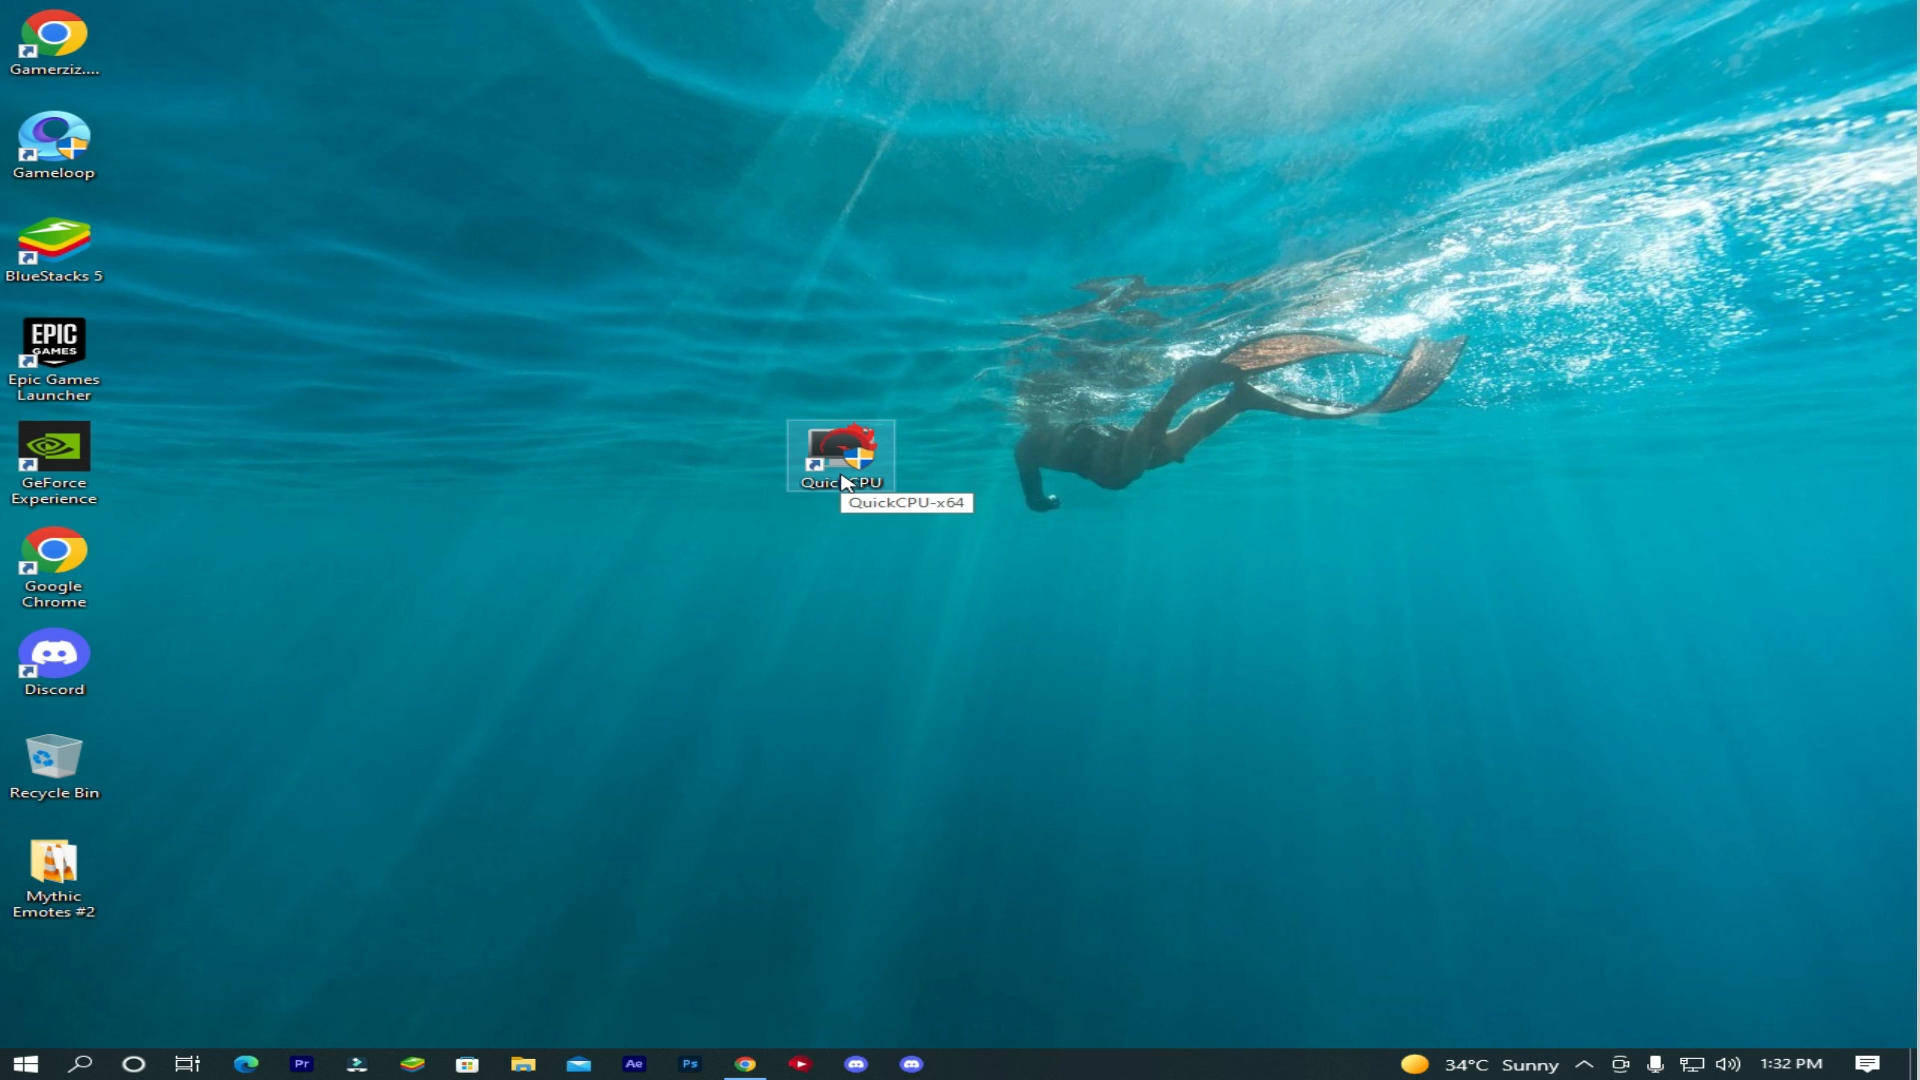 Gamerziz....
Gameloop
BlueStacks 5
EPIC
GAMES
Epic Games
Launcher
GeForce
Experience
Google
Chrome
Discord
Recycle Bin
Mythic
Emotes #2
QuickCPU
QuickCPU-x64
Pr
Ae
Ps
34°C Sunny
1:32 PM